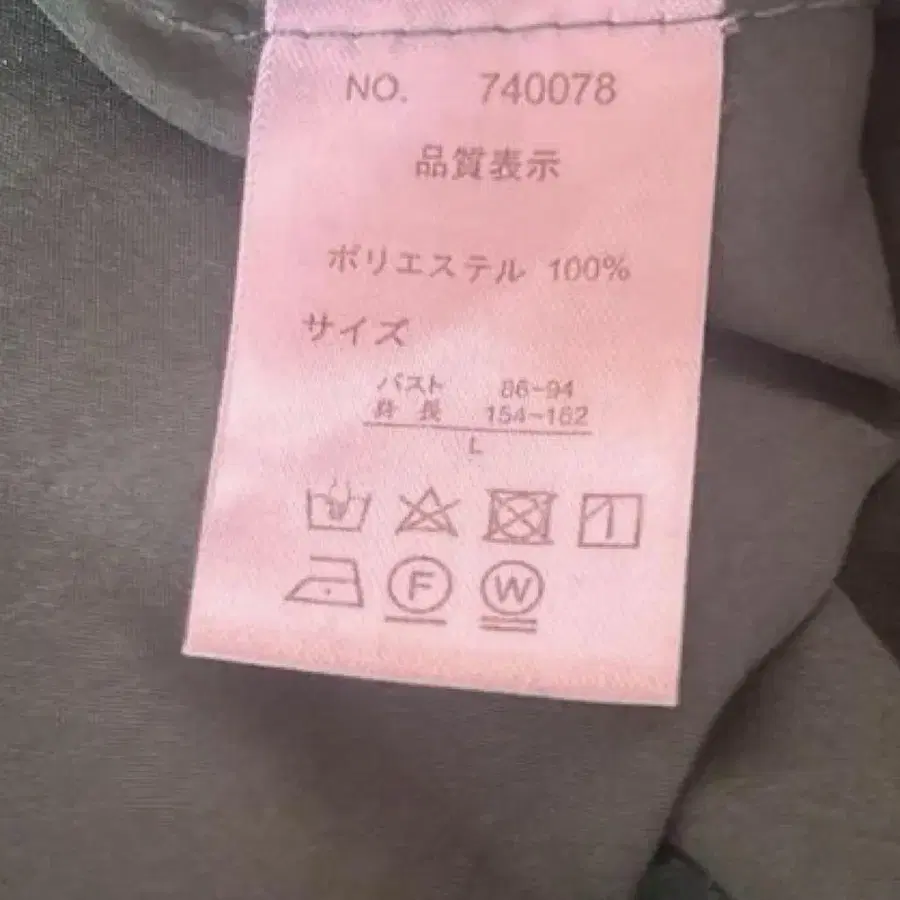 NO. 740078
品質表示
ポリエステル 100%
サイズ
バスト 86~94
身長 154~162
L
F W